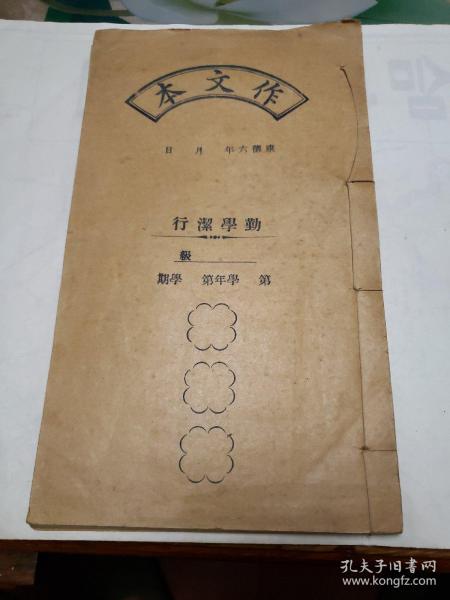 作文本
康德六年　月　日
勤學潔行
級
第　學年第　學期
孔夫子旧书网
www.kongfz.com